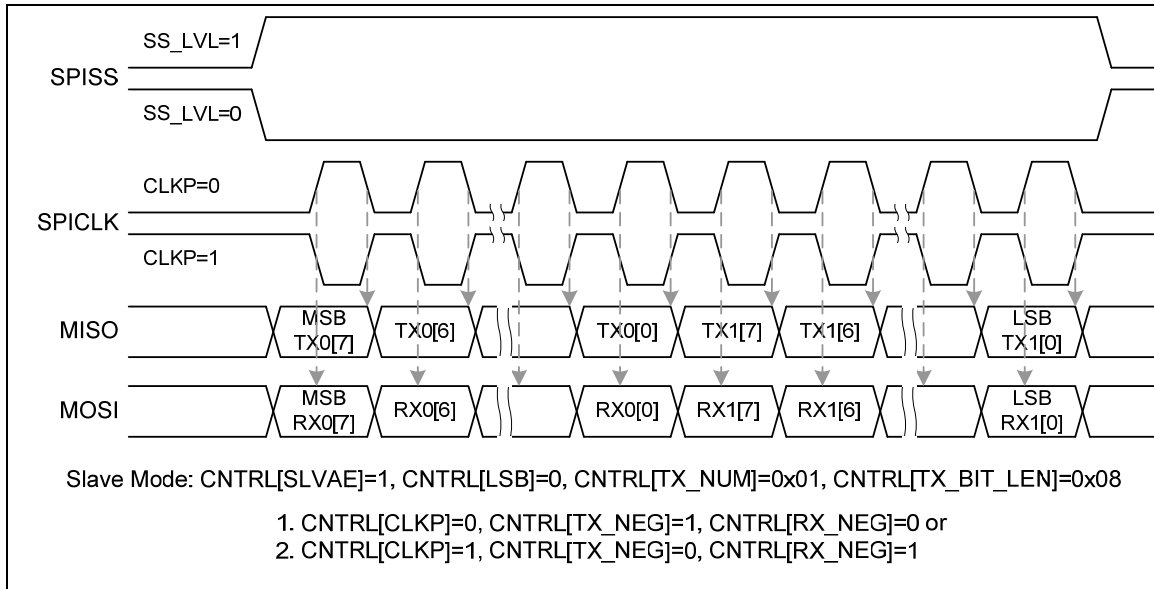 SS_LVL=1
SPISS
SS_LVL=0
CLKP=0
SPICLK
CLKP=1
MISO
MSB
TX0[7]
TX0[6]
TX0[0]
TX1[7]
TX1[6]
LSB
TX1[0]
MOSI
MSB
RX0[7]
RX0[6]
RX0[0]
RX1[7]
RX1[6]
LSB
RX1[0]
Slave Mode: CNTRL[SLVAE]=1, CNTRL[LSB]=0, CNTRL[TX_NUM]=0x01, CNTRL[TX_BIT_LEN]=0x08
1. CNTRL[CLKP]=0, CNTRL[TX_NEG]=1, CNTRL[RX_NEG]=0 or
2. CNTRL[CLKP]=1, CNTRL[TX_NEG]=0, CNTRL[RX_NEG]=1